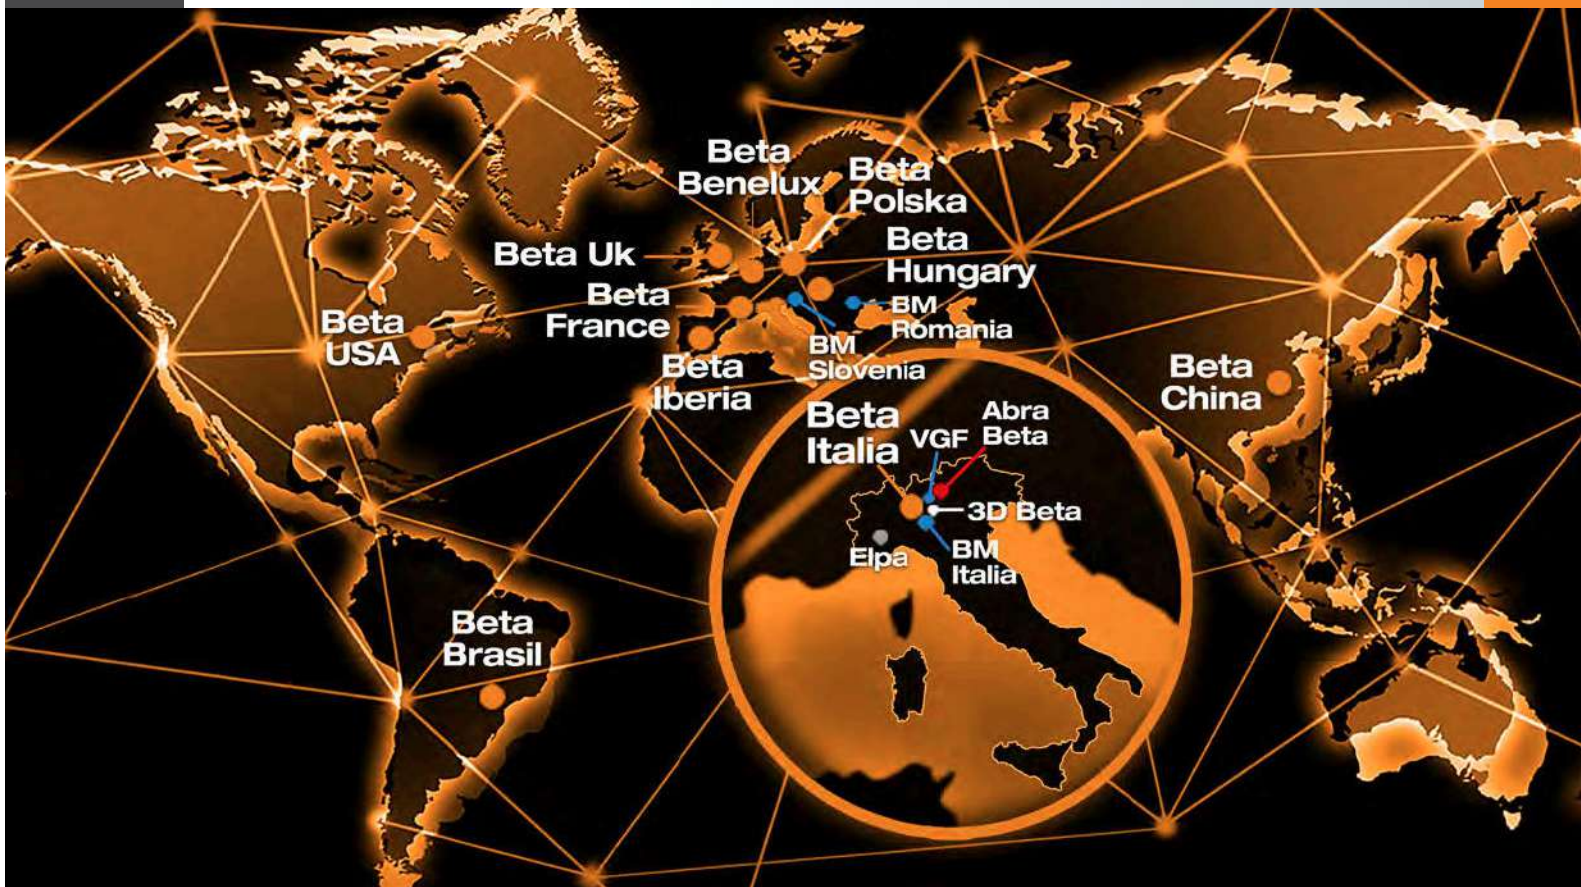 Beta
Benelux
Beta
Polska
Beta Uk
Beta
Hungary
Beta
France
BM
Romania
Beta
USA
BM
Slovenia
Beta
Iberia
Beta
China
Beta
Italia
VGF
Abra
Beta
3D Beta
Elpa
BM
Italia
Beta
Brasil